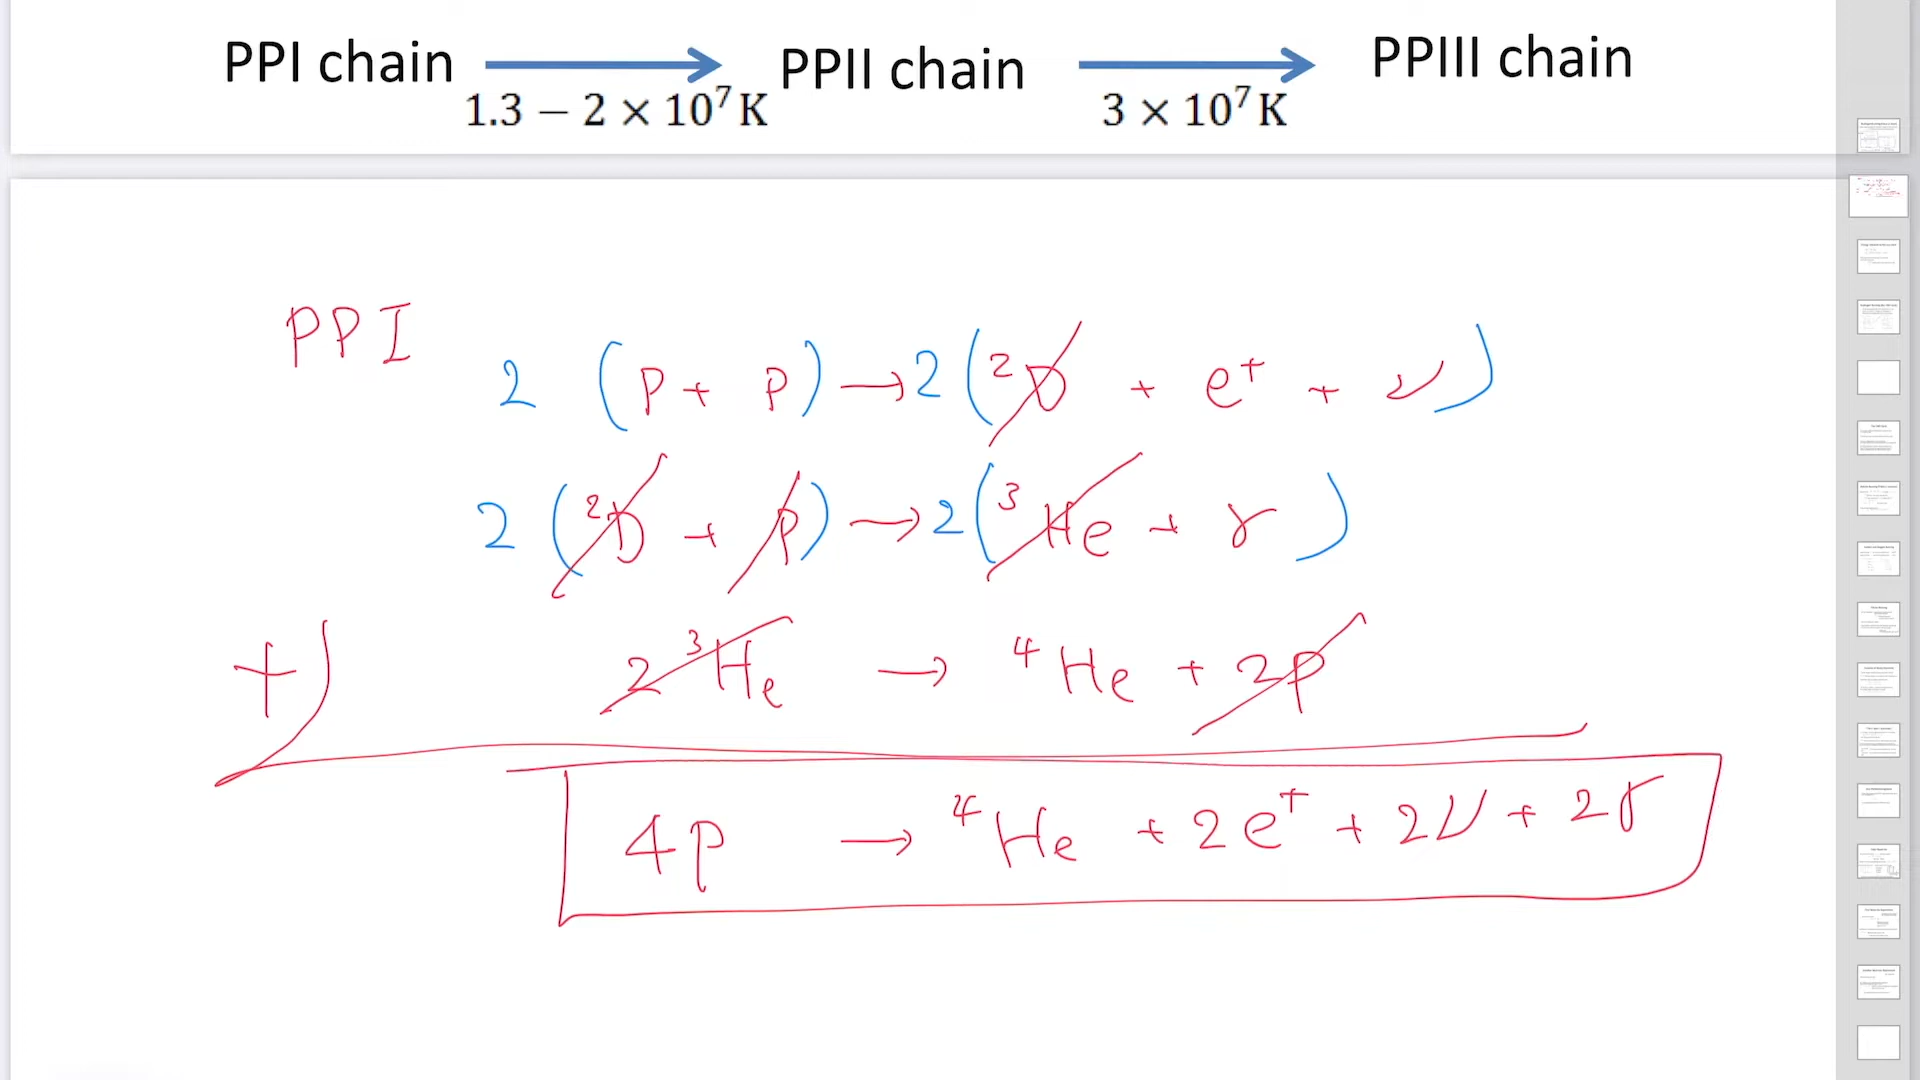 PPI chain → PPII chain → PPIII chain
1.3 − 2 × 10⁷ K 3 × 10⁷ K
PPI
2 (p + p) → 2 (²D + e⁺ + ν)
2 (²D + p) → 2 (³He + γ)
+) 2 ³He → ⁴He + 2p
4p → ⁴He + 2e⁺ + 2ν + 2γ